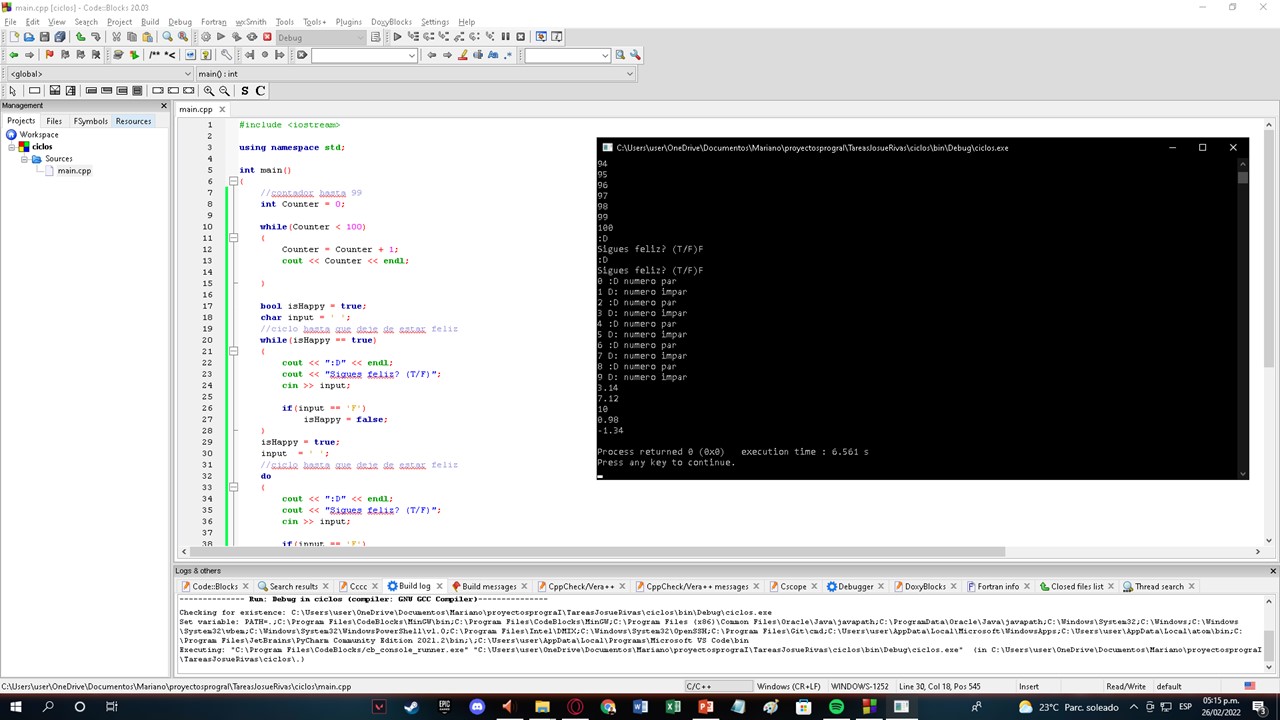 main.cpp [ciclos] - Code::Blocks 20.03
File Edit View Search Project Build Debug Fortran wxSmith Tools Tools+ Plugins DoxyBlocks Settings Help
Debug
/** *<
<global> main() : int
S C
Management
Projects Files FSymbols Resources
Workspace
ciclos
Sources
main.cpp
main.cpp
1 #include <iostream>
2
3 using namespace std;
4
5 int main()
6 {
7 //contador hasta 99
8 int Counter = 0;
9
10 while(Counter < 100)
11 {
12 Counter = Counter + 1;
13 cout << Counter << endl;
14
15 }
16
17 bool isHappy = true;
18 char input = ' ';
19 //ciclo hasta que deje de estar feliz
20 while(isHappy == true)
21 {
22 cout << ":D" << endl;
23 cout << "Sigues feliz? (T/F)";
24 cin >> input;
25
26 if(input == 'F')
27 isHappy = false;
28 }
29 isHappy = true;
30 input  = ' ';
31 //ciclo hasta que deje de estar feliz
32 do
33 {
34 cout << ":D" << endl;
35 cout << "Sigues feliz? (T/F)";
36 cin >> input;
37
38 if(input == 'F')
C:\Users\user\OneDrive\Documentos\Mariano\proyectosprograI\TareasJosueRivas\ciclos\bin\Debug\ciclos.exe
94
95
96
97
98
99
100
:D
Sigues feliz? (T/F)F
:D
Sigues feliz? (T/F)F
0 :D numero par
1 D: numero impar
2 :D numero par
3 D: numero impar
4 :D numero par
5 D: numero impar
6 :D numero par
7 D: numero impar
8 :D numero par
9 D: numero impar
3.14
7.12
10
0.98
-1.34
Process returned 0 (0x0)   execution time : 6.561 s
Press any key to continue.
Logs & others
Code::Blocks Search results Cccc Build log Build messages CppCheck/Vera++ CppCheck/Vera++ messages Cscope Debugger DoxyBlocks Fortran info Closed files list Thread search
-------------- Run: Debug in ciclos (compiler: GNU GCC Compiler)---------------
Checking for existence: C:\Users\user\OneDrive\Documentos\Mariano\proyectosprograI\TareasJosueRivas\ciclos\bin\Debug\ciclos.exe
Set variable: PATH=.;C:\Program Files\CodeBlocks\MinGW\bin;C:\Program Files\CodeBlocks\MinGW;C:\Program Files (x86)\Common Files\Oracle\Java\javapath;C:\ProgramData\Oracle\Java\javapath;C:\Windows\System32;C:\Windows;C:\Windows
\System32\wbem;C:\Windows\System32\WindowsPowerShell\v1.0;C:\Program Files\Intel\DMIX;C:\Windows\System32\OpenSSH;C:\Program Files\Git\cmd;C:\Users\user\AppData\Local\Microsoft\WindowsApps;C:\Users\user\AppData\Local\atom\bin;C:
\Program Files\JetBrains\PyCharm Community Edition 2021.2\bin;\;C:\Users\user\AppData\Local\Programs\Microsoft VS Code\bin
Executing: "C:\Program Files\CodeBlocks/cb_console_runner.exe" "C:\Users\user\OneDrive\Documentos\Mariano\proyectosprograI\TareasJosueRivas\ciclos\bin\Debug\ciclos.exe"  (in C:\Users\user\OneDrive\Documentos\Mariano\proyectosprograI
\TareasJosueRivas\ciclos\.)
C:\Users\user\OneDrive\Documentos\Mariano\proyectosprograI\TareasJosueRivas\ciclos\main.cpp C/C++ Windows (CR+LF) WINDOWS-1252 Line 30, Col 18, Pos 545 Insert Read/Write default
23°C Parc. soleado ESP 05:15 p.m.
26/02/2022